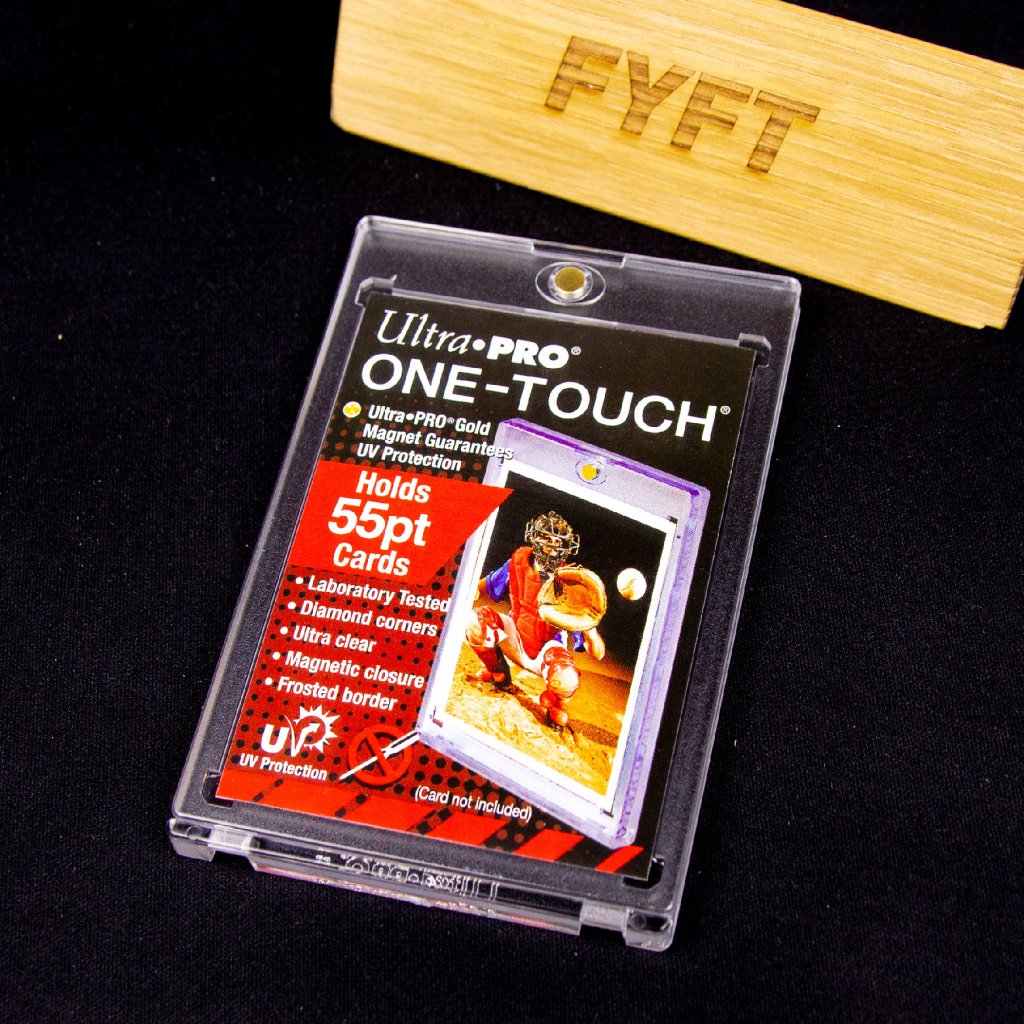 FYFT
Ultra•PRO®
ONE-TOUCH®
Ultra•PRO® Gold
Magnet Guarantees
UV Protection
Holds
55pt
Cards
• Laboratory Tested
• Diamond corners
• Ultra clear
• Magnetic closure
• Frosted border
UV
UV Protection
(Card not included)